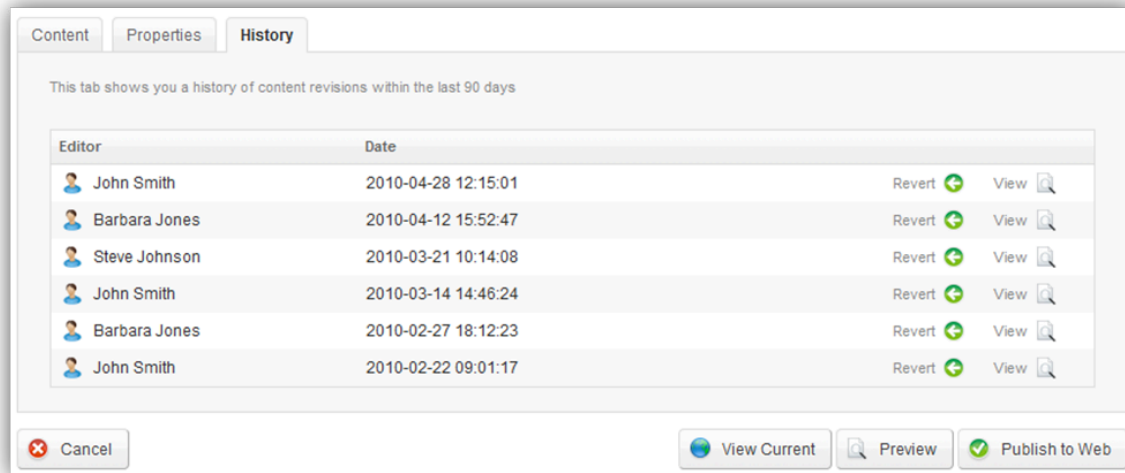 Content Properties History
This tab shows you a history of content revisions within the last 90 days
Editor Date
John Smith 2010-04-28 12:15:01 Revert View
Barbara Jones 2010-04-12 15:52:47 Revert View
Steve Johnson 2010-03-21 10:14:08 Revert View
John Smith 2010-03-14 14:46:24 Revert View
Barbara Jones 2010-02-27 18:12:23 Revert View
John Smith 2010-02-22 09:01:17 Revert View
Cancel View Current Preview Publish to Web